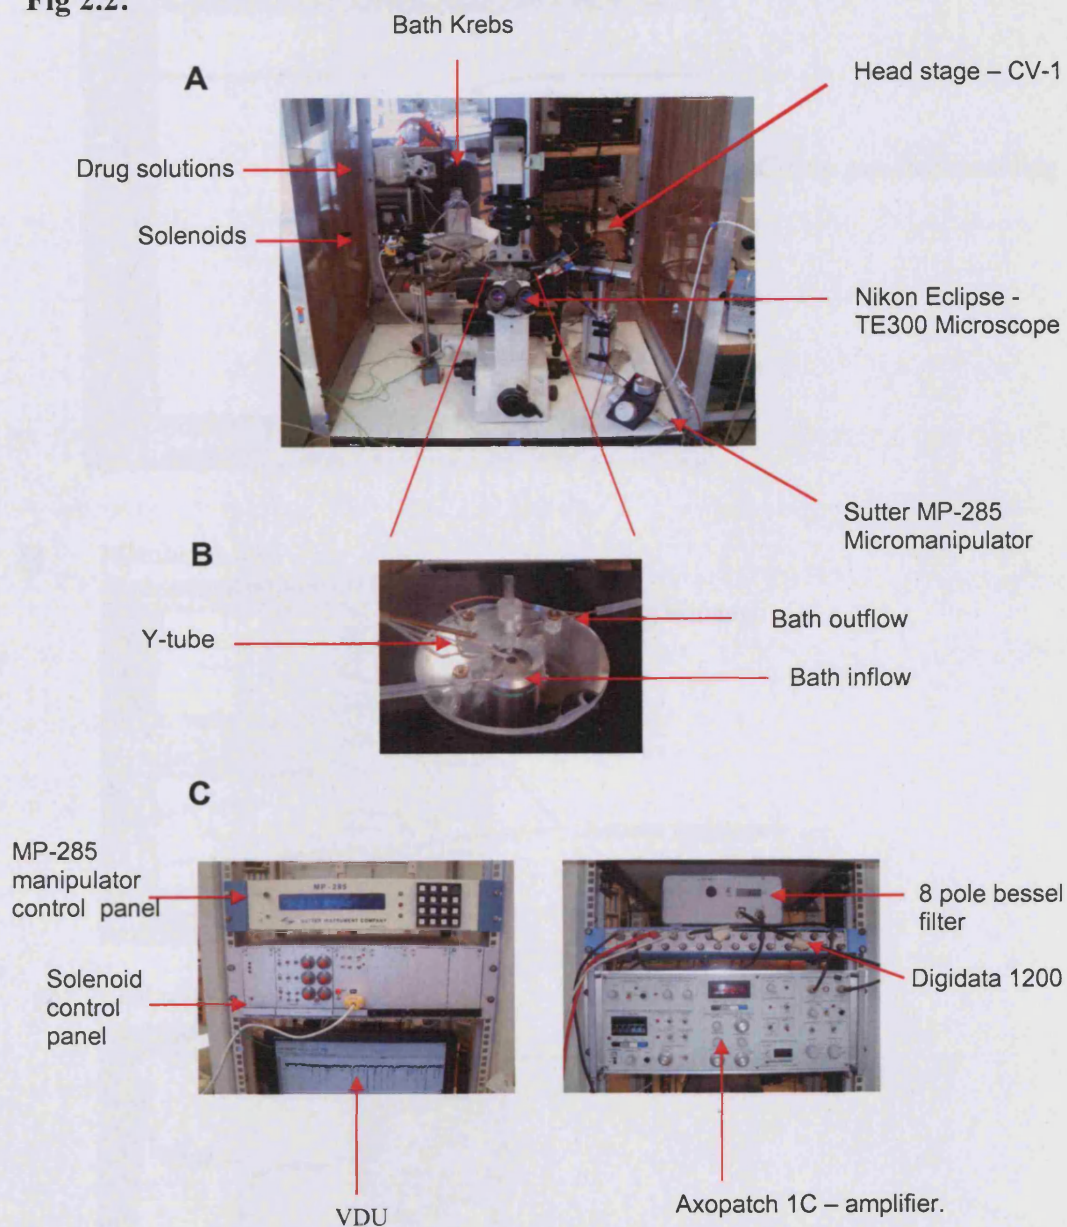 Fig 2.2.
Bath Krebs
A
Head stage – CV-1
Drug solutions
Solenoids
Nikon Eclipse -
TE300 Microscope
Sutter MP-285
Micromanipulator
B
Y-tube
Bath outflow
Bath inflow
C
MP-285
manipulator
control panel
MP-285
SUTTER INSTRUMENT COMPANY
Solenoid
control
panel
8 pole bessel
filter
Digidata 1200
VDU
Axopatch 1C – amplifier.